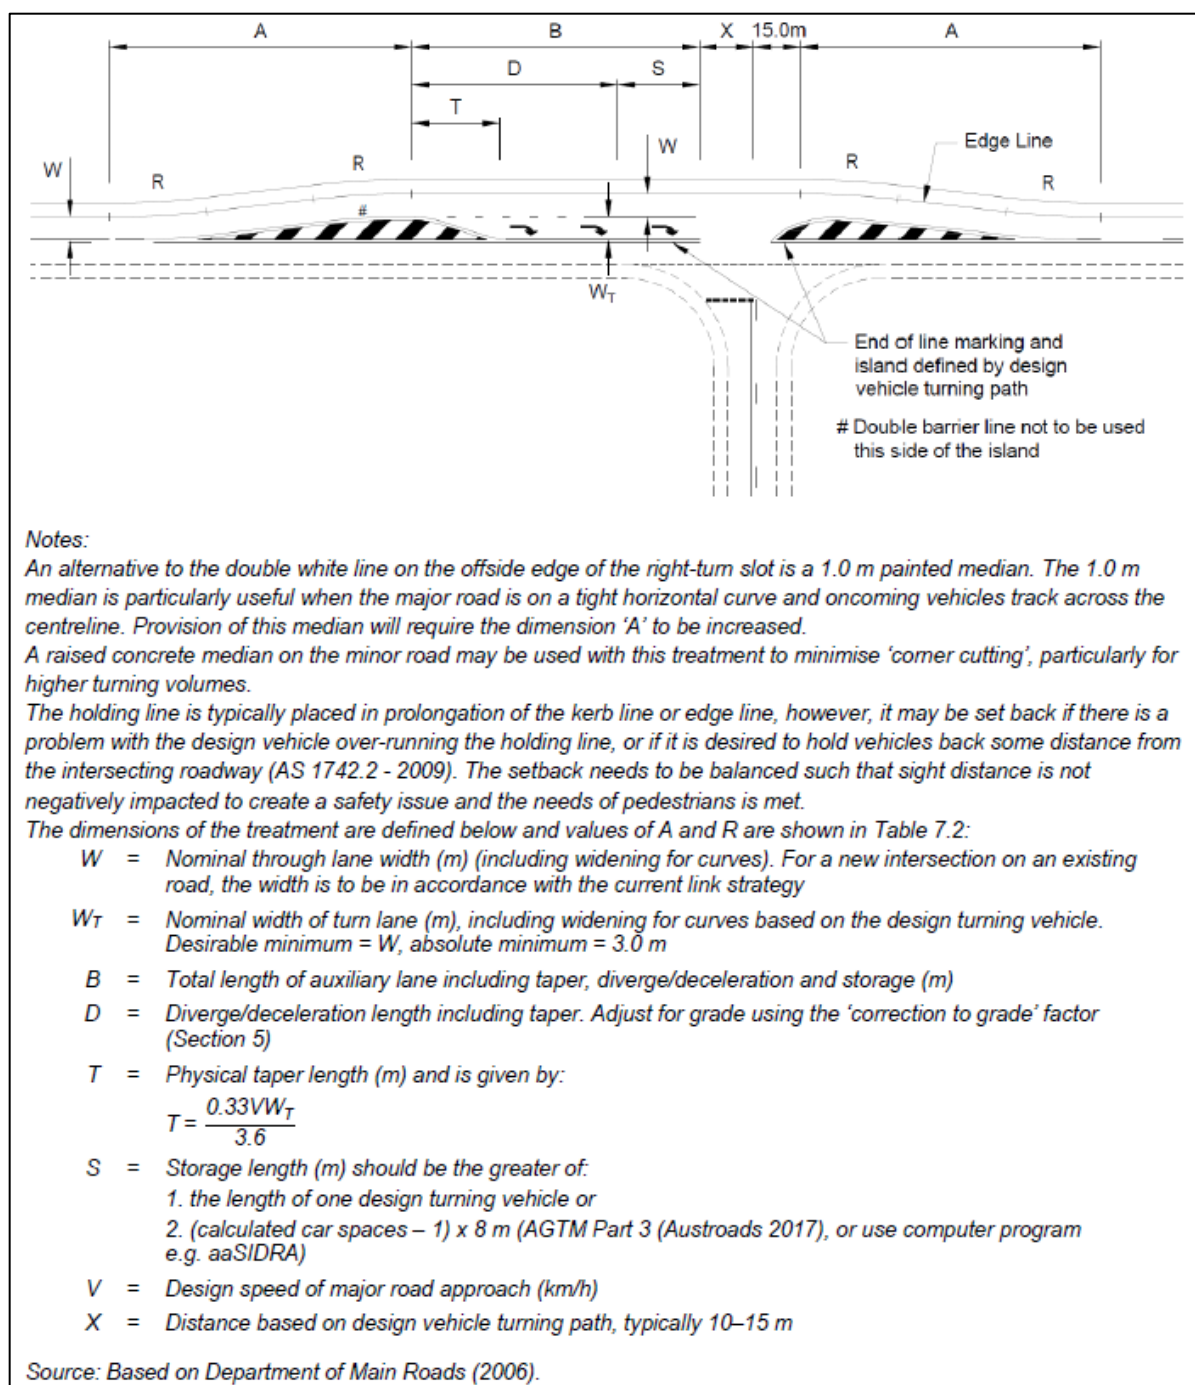 A B X 15.0m A
D S
T
W W Edge Line
R R R R
#
WT
End of line marking and
island defined by design
vehicle turning path
# Double barrier line not to be used
this side of the island
Notes:
An alternative to the double white line on the offside edge of the right-turn slot is a 1.0 m painted median. The 1.0 m
median is particularly useful when the major road is on a tight horizontal curve and oncoming vehicles track across the
centreline. Provision of this median will require the dimension ‘A’ to be increased.
A raised concrete median on the minor road may be used with this treatment to minimise ‘corner cutting’, particularly for
higher turning volumes.
The holding line is typically placed in prolongation of the kerb line or edge line, however, it may be set back if there is a
problem with the design vehicle over-running the holding line, or if it is desired to hold vehicles back some distance from
the intersecting roadway (AS 1742.2 - 2009). The setback needs to be balanced such that sight distance is not
negatively impacted to create a safety issue and the needs of pedestrians is met.
The dimensions of the treatment are defined below and values of A and R are shown in Table 7.2:
W = Nominal through lane width (m) (including widening for curves). For a new intersection on an existing
road, the width is to be in accordance with the current link strategy
WT = Nominal width of turn lane (m), including widening for curves based on the design turning vehicle.
Desirable minimum = W, absolute minimum = 3.0 m
B = Total length of auxiliary lane including taper, diverge/deceleration and storage (m)
D = Diverge/deceleration length including taper. Adjust for grade using the ‘correction to grade’ factor
(Section 5)
T = Physical taper length (m) and is given by:
T = 0.33VWT
3.6
S = Storage length (m) should be the greater of:
1. the length of one design turning vehicle or
2. (calculated car spaces – 1) x 8 m (AGTM Part 3 (Austroads 2017), or use computer program
e.g. aaSIDRA)
V = Design speed of major road approach (km/h)
X = Distance based on design vehicle turning path, typically 10–15 m
Source: Based on Department of Main Roads (2006).